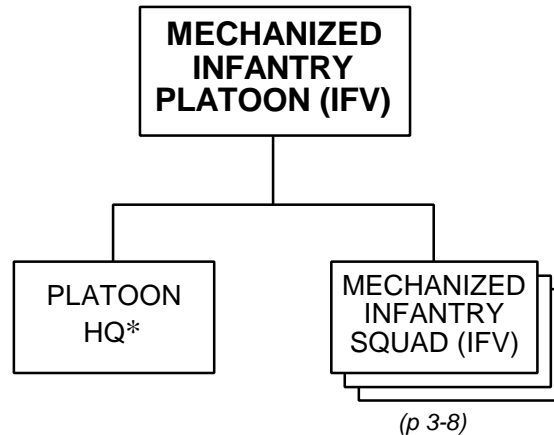 MECHANIZED
INFANTRY
PLATOON (IFV)
PLATOON
HQ*
MECHANIZED
INFANTRY
SQUAD (IFV)
(p 3-8)